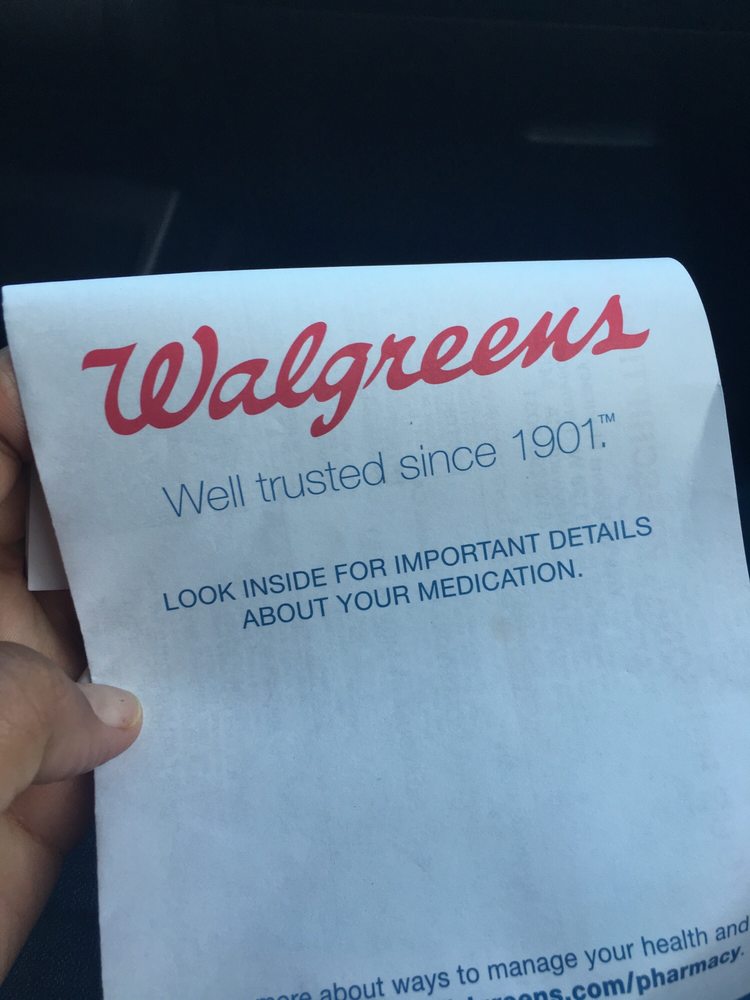 Walgreens
Well trusted since 1901.™
LOOK INSIDE FOR IMPORTANT DETAILS
ABOUT YOUR MEDICATION.
about ways to manage your health and
.com/pharmacy.